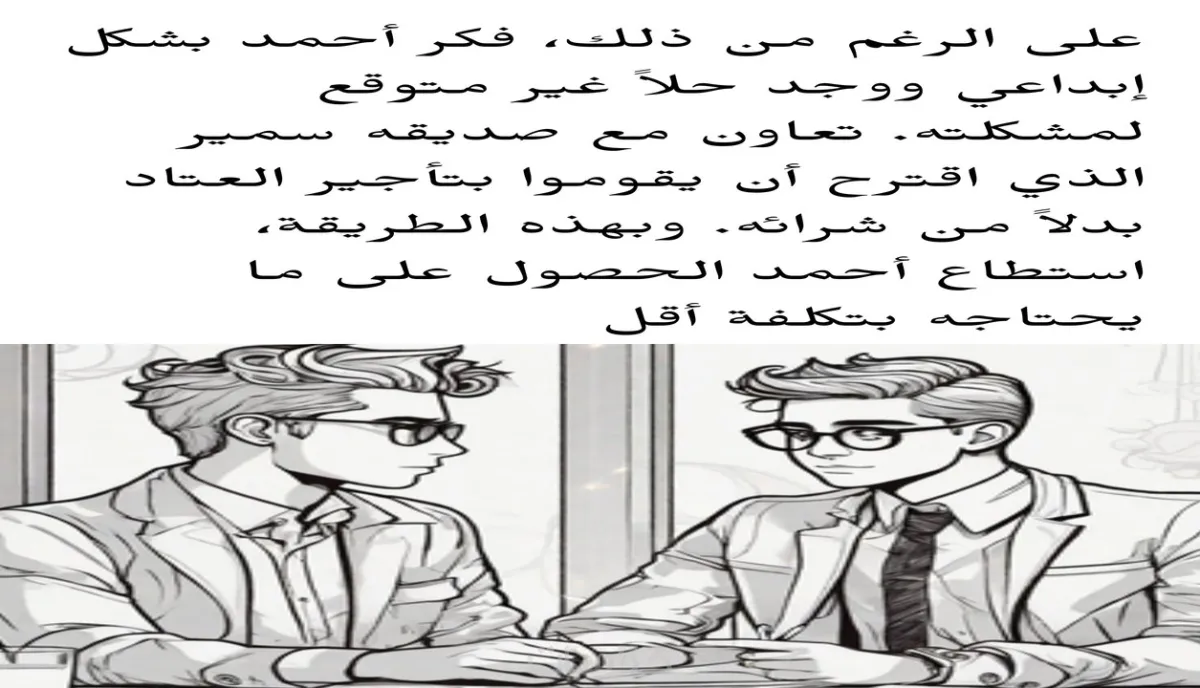 على الرغم من ذلك، فكر أحمد بشكل
إبداعي ووجد حلاً غير متوقع
لمشكلته. تعاون مع صديقه سمير
الذي اقترح أن يقوموا بتأجير العتاد
بدلاً من شرائه. وبهذه الطريقة،
استطاع أحمد الحصول على ما
يحتاجه بتكلفة أقل